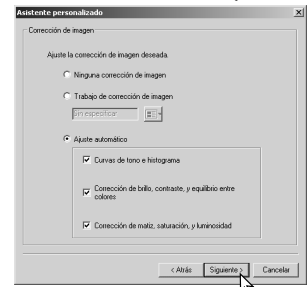 Asistente personalizado
Corrección de imagen
Ajuste la corrección de imagen deseada.
Ninguna corrección de imagen
Trabajo de corrección de imagen
Sin especificar
Ajuste automático
Curvas de tono e histograma
Corrección de brillo, contraste, y equilibrio entre
colores
Corrección de matiz, saturación, y luminosidad
< Atrás
Siguiente >
Cancelar